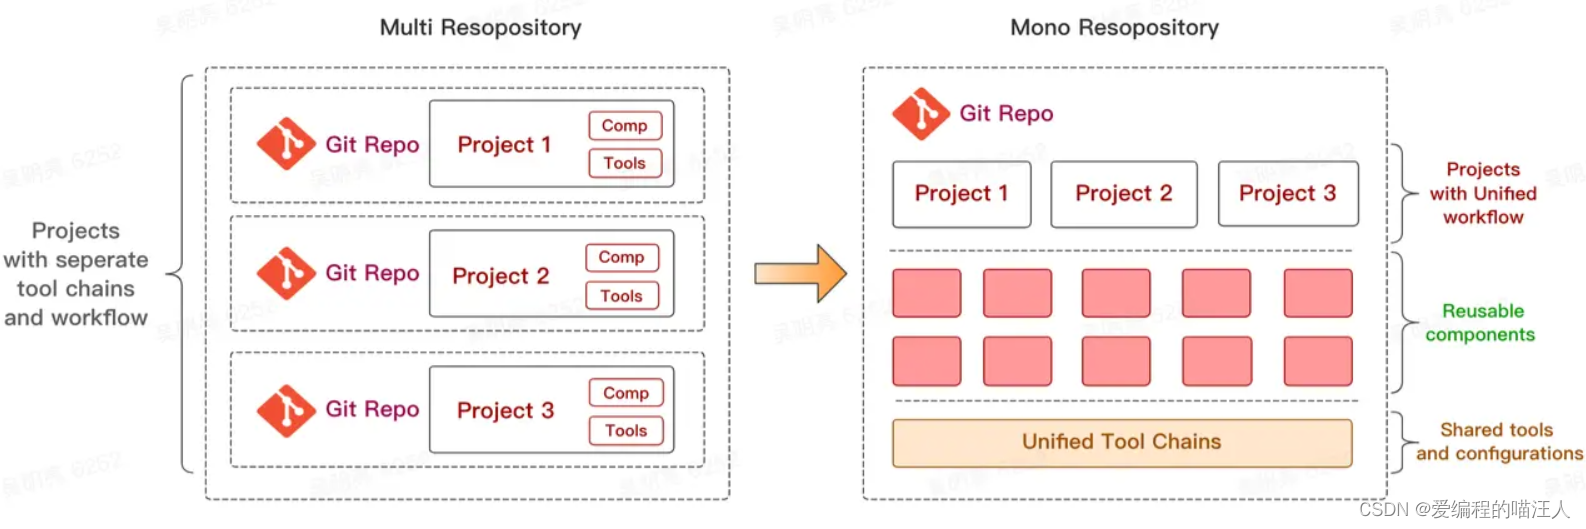 Multi Resopository
Mono Resopository
Projects
with seperate
tool chains
and workflow
Git Repo
Project 1
Comp
Tools
Git Repo
Project 2
Comp
Tools
Git Repo
Project 3
Comp
Tools
Git Repo
Project 1
Project 2
Project 3
Unified Tool Chains
Projects
with Unified
workflow
Reusable
components
Shared tools
and configurations
CSDN @爱编程的喵汪人